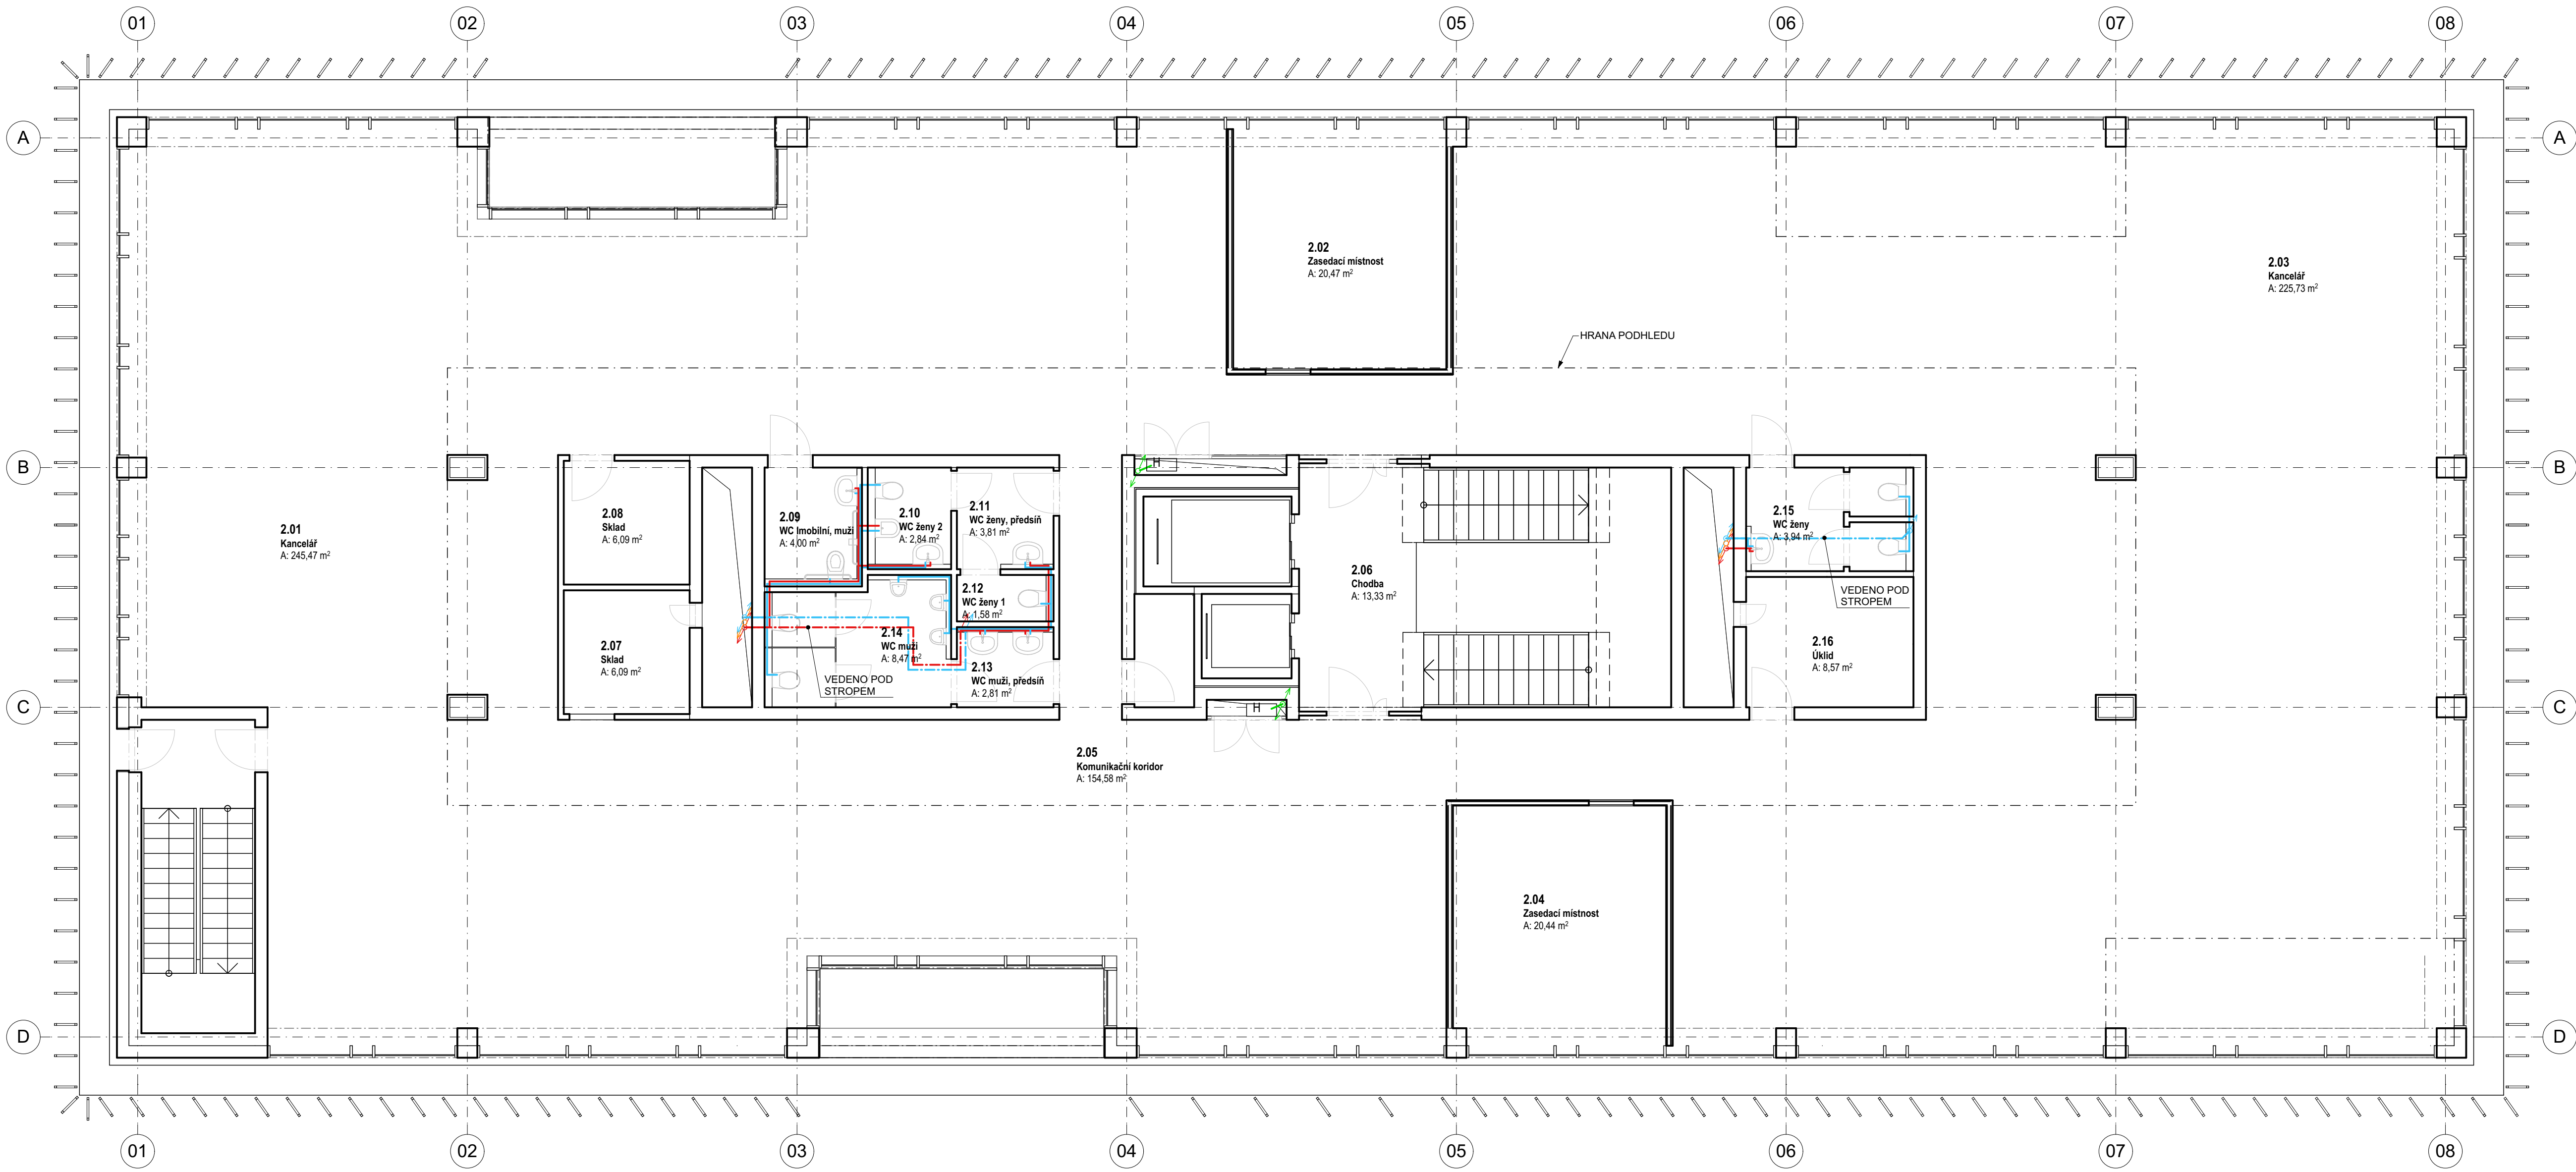 01 02 03 04 05 06 07 08
A A
2.02
Zasedací místnost
A: 20,47 m²
2.03
Kancelář
A: 225,73 m²
HRANA PODHLEDU
B B
H
2.01
Kancelář
A: 245,47 m²
2.08
Sklad
A: 6,09 m²
2.09
WC Imobilní, muži
A: 4,00 m²
2.10
WC ženy 2
A: 2,84 m²
2.11
WC ženy, předsíň
A: 3,81 m²
2.15
WC ženy
A: 3,94 m²
2.12
WC ženy 1
A: 1,58 m²
2.06
Chodba
A: 13,33 m²
VEDENO POD
STROPEM
2.07
Sklad
A: 6,09 m²
2.14
WC muži
A: 8,47 m²
2.13
WC muži, předsíň
A: 2,81 m²
VEDENO POD
STROPEM
2.16
Úklid
A: 8,57 m²
C C
H
2.05
Komunikační koridor
A: 154,58 m²
2.04
Zasedací místnost
A: 20,44 m²
D D
01 02 03 04 05 06 07 08